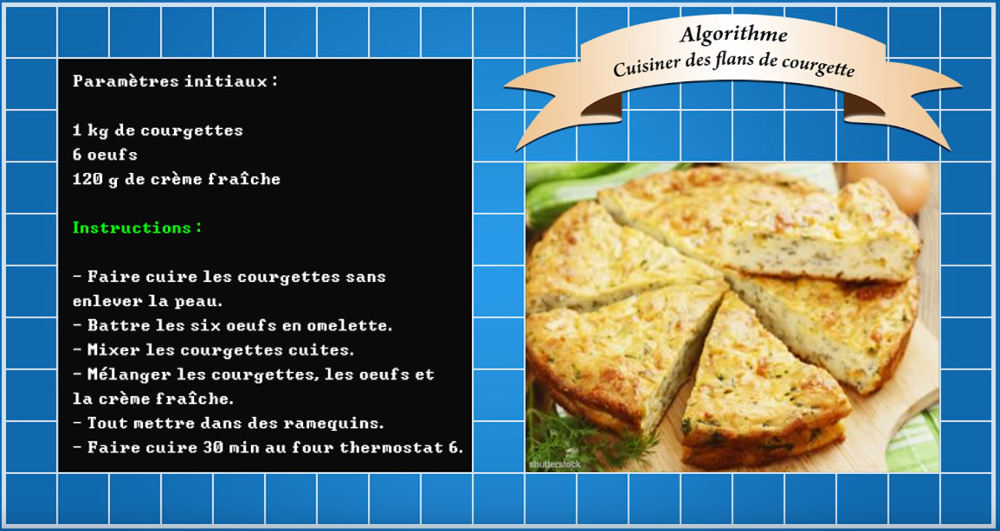 Algorithme
Cuisiner des flans de courgette
Paramètres initiaux :
1 kg de courgettes
6 oeufs
120 g de crème fraîche
Instructions :
- Faire cuire les courgettes sans
enlever la peau.
- Battre les six oeufs en omelette.
- Mixer les courgettes cuites.
- Mélanger les courgettes, les oeufs et
la crème fraîche.
- Tout mettre dans des ramequins.
- Faire cuire 30 min au four thermostat 6.
shutterstock